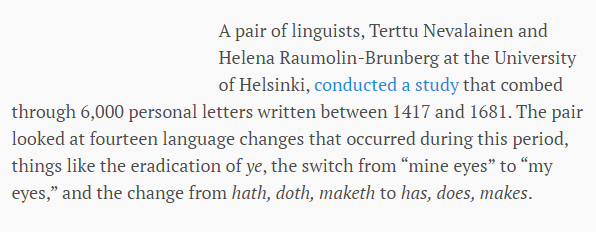 A pair of linguists, Terttu Nevalainen and
Helena Raumolin-Brunberg at the University
of Helsinki, conducted a study that combed
through 6,000 personal letters written between 1417 and 1681. The pair
looked at fourteen language changes that occurred during this period,
things like the eradication of ye, the switch from “mine eyes” to “my
eyes,” and the change from hath, doth, maketh to has, does, makes.